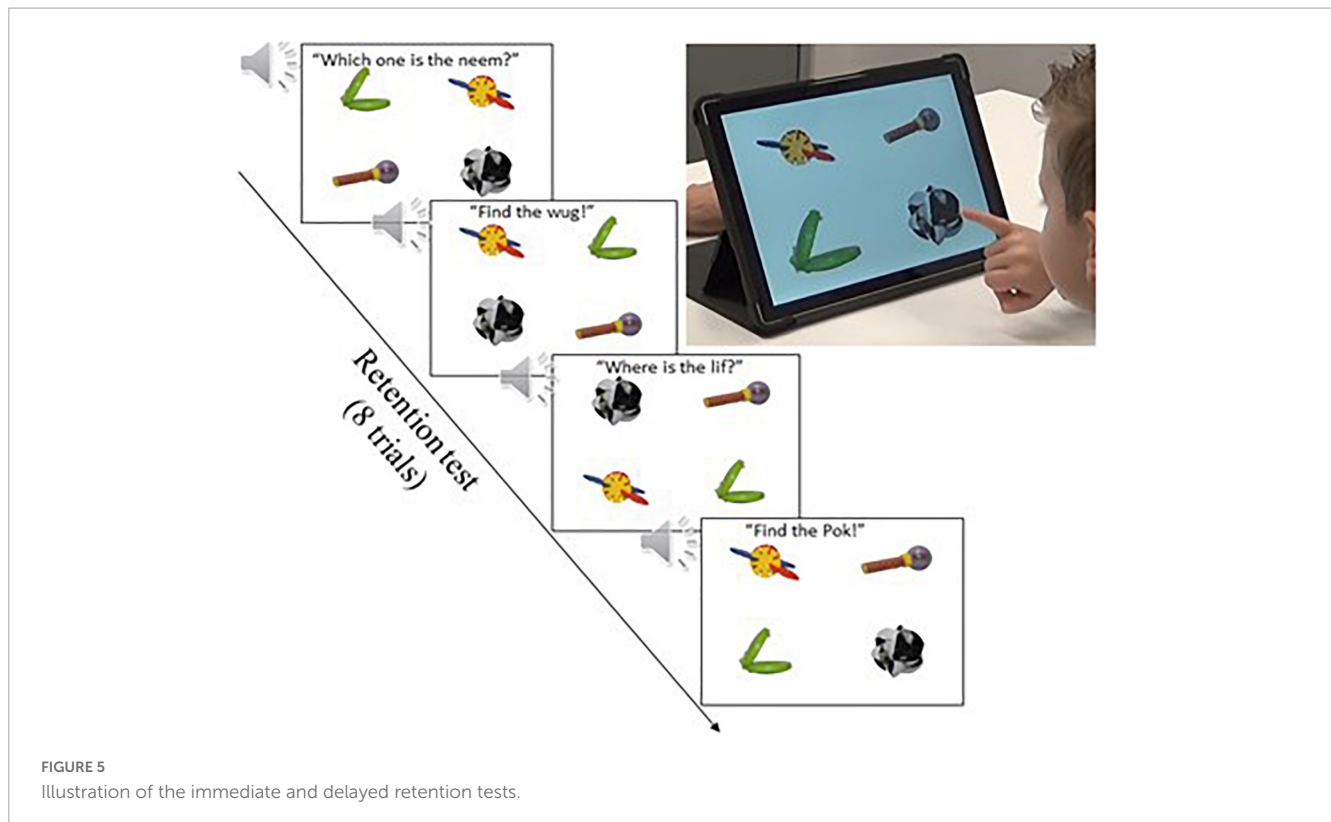 "Which one is the neem?"
"Find the wug!"
"Where is the lif?"
"Find the Pok!"
Retention test
(8 trials)
FIGURE 5
Illustration of the immediate and delayed retention tests.